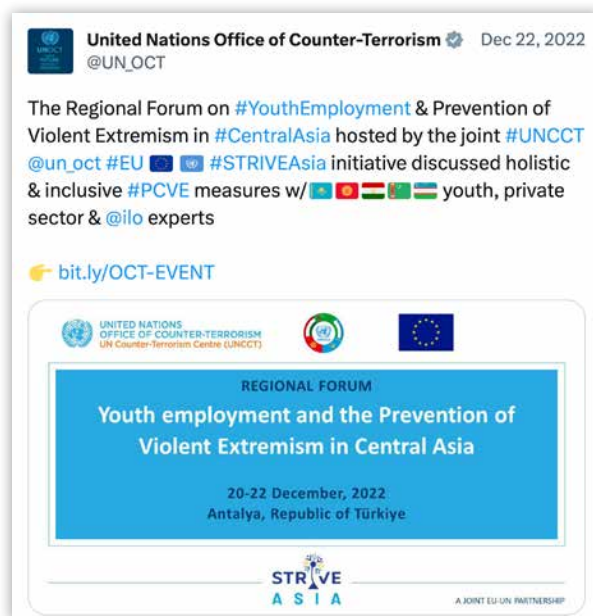 United Nations Office of Counter-Terrorism Dec 22, 2022
@UN_OCT
The Regional Forum on #YouthEmployment & Prevention of
Violent Extremism in #CentralAsia hosted by the joint #UNCCT
@un_oct #EU 🇪🇺 🇺🇳 #STRIVEAsia initiative discussed holistic
& inclusive #PCVE measures w/🇰🇿🇰🇬🇹🇯🇹🇲🇺🇿 youth, private
sector & @ilo experts
👉 bit.ly/OCT-EVENT
UNITED NATIONS
OFFICE OF COUNTER-TERRORISM
UN Counter-Terrorism Centre (UNCCT)
REGIONAL FORUM
Youth employment and the Prevention of
Violent Extremism in Central Asia
20-22 December, 2022
Antalya, Republic of Türkiye
STRIVE
ASIA
A JOINT EU-UN PARTNERSHIP